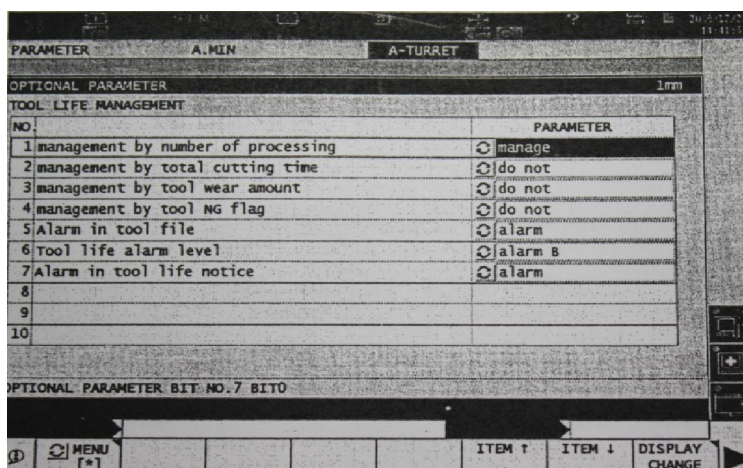 PARAMETER A.MIN A-TURRET
OPTIONAL PARAMETER 1mm
TOOL LIFE MANAGEMENT
NO. PARAMETER
1 management by number of processing manage
2 management by total cutting time do not
3 management by tool wear amount do not
4 management by tool NG flag do not
5 Alarm in tool file alarm
6 Tool life alarm level alarm B
7 Alarm in tool life notice alarm
8
9
10
OPTIONAL PARAMETER BIT NO.7 BIT0
MENU ITEM ↑ ITEM ↓ DISPLAY
[*] CHANGE